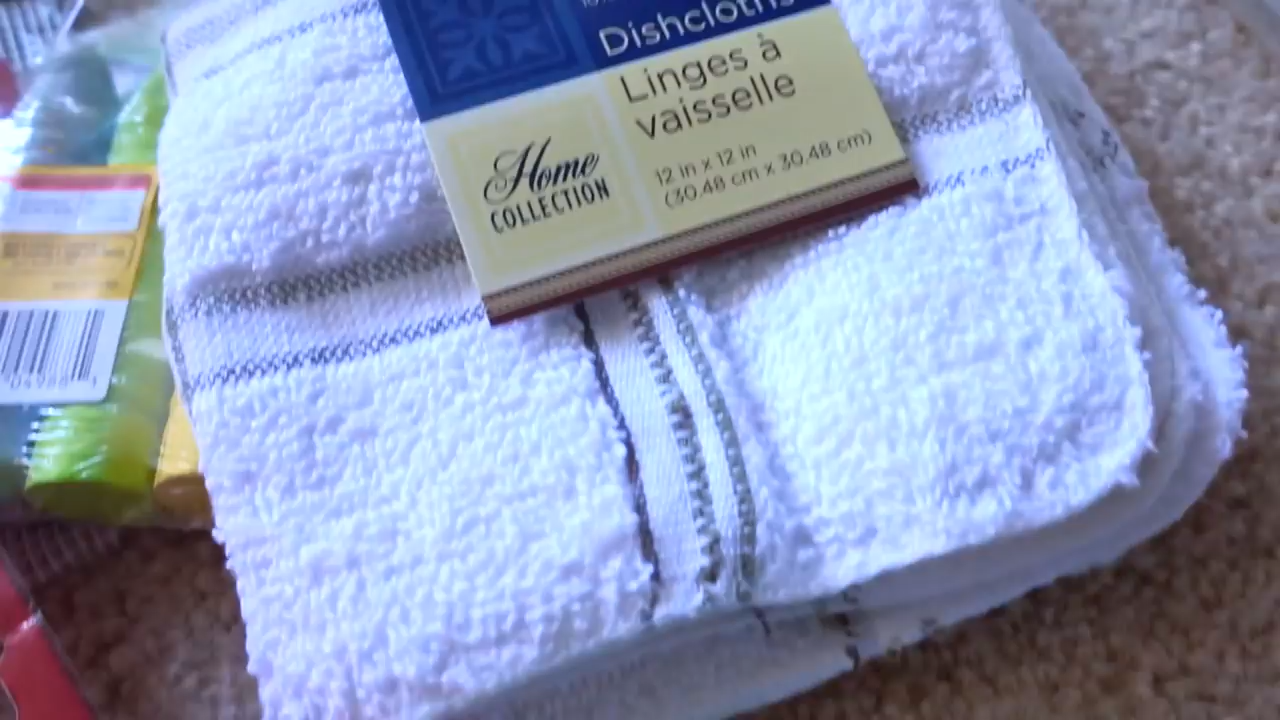 Dishcloths
Linges à
vaisselle
Home
COLLECTION
12 in x 12 in
(30.48 cm x 30.48 cm)